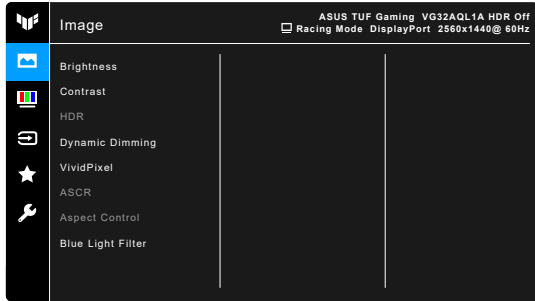 Image
ASUS TUF Gaming VG32AQL1A HDR Off
Racing Mode DisplayPort 2560x1440@ 60Hz
Brightness
Contrast
HDR
Dynamic Dimming
VividPixel
ASCR
Aspect Control
Blue Light Filter